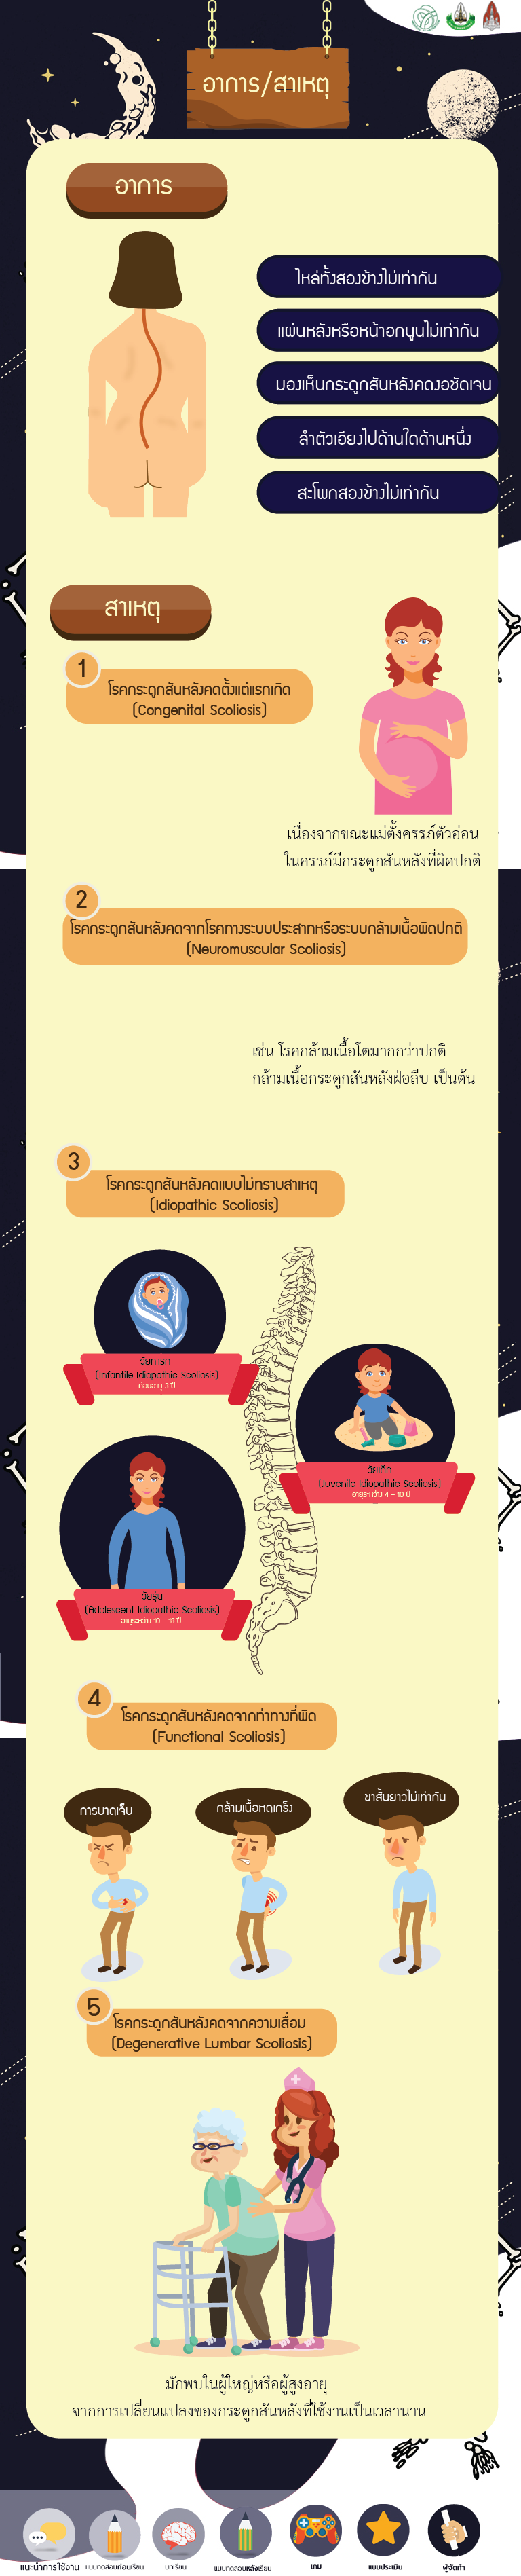 อาการ/สาเหตุ
อาการ
ไหล่ทั้งสองข้างไม่เท่ากัน
แผ่นหลังหรือหน้าอกนูนไม่เท่ากัน
มองเห็นกระดูกสันหลังคดงอชัดเจน
ลำตัวเอียงไปด้านใดด้านหนึ่ง
สะโพกสองข้างไม่เท่ากัน
สาเหตุ
1
โรคกระดูกสันหลังคดตั้งแต่แรกเกิด
(Congenital Scoliosis)
เนื่องจากขณะแม่ตั้งครรภ์ตัวอ่อน
ในครรภ์มีกระดูกสันหลังที่ผิดปกติ
2
โรคกระดูกสันหลังคดจากโรคทางระบบประสาทหรือระบบกล้ามเนื้อผิดปกติ
(Neuromuscular Scoliosis)
เช่น โรคกล้ามเนื้อโตมากกว่าปกติ
กล้ามเนื้อกระดูกสันหลังฝ่อลีบ เป็นต้น
3
โรคกระดูกสันหลังคดแบบไม่ทราบสาเหตุ
(Idiopathic Scoliosis)
วัยทารก
(Infantile Idiopathic Scoliosis)
ก่อนอายุ 3 ปี
วัยเด็ก
(Juvenile Idiopathic Scoliosis)
อายุระหว่าง 4 - 10 ปี
วัยรุ่น
(Adolescent Idiopathic Scoliosis)
อายุระหว่าง 10 - 18 ปี
4
โรคกระดูกสันหลังคดจากท่าทางที่ผิด
(Functional Scoliosis)
การบาดเจ็บ
กล้ามเนื้อหดเกร็ง
ขาสั้นยาวไม่เท่ากัน
5
โรคกระดูกสันหลังคดจากความเสื่อม
(Degenerative Lumbar Scoliosis)
มักพบในผู้ใหญ่หรือผู้สูงอายุ
จากการเปลี่ยนแปลงของกระดูกสันหลังที่ใช้งานเป็นเวลานาน
แนะนำการใช้งาน
แบบทดสอบก่อนเรียน
บทเรียน
แบบทดสอบหลังเรียน
เกม
แบบประเมิน
ผู้จัดทำ